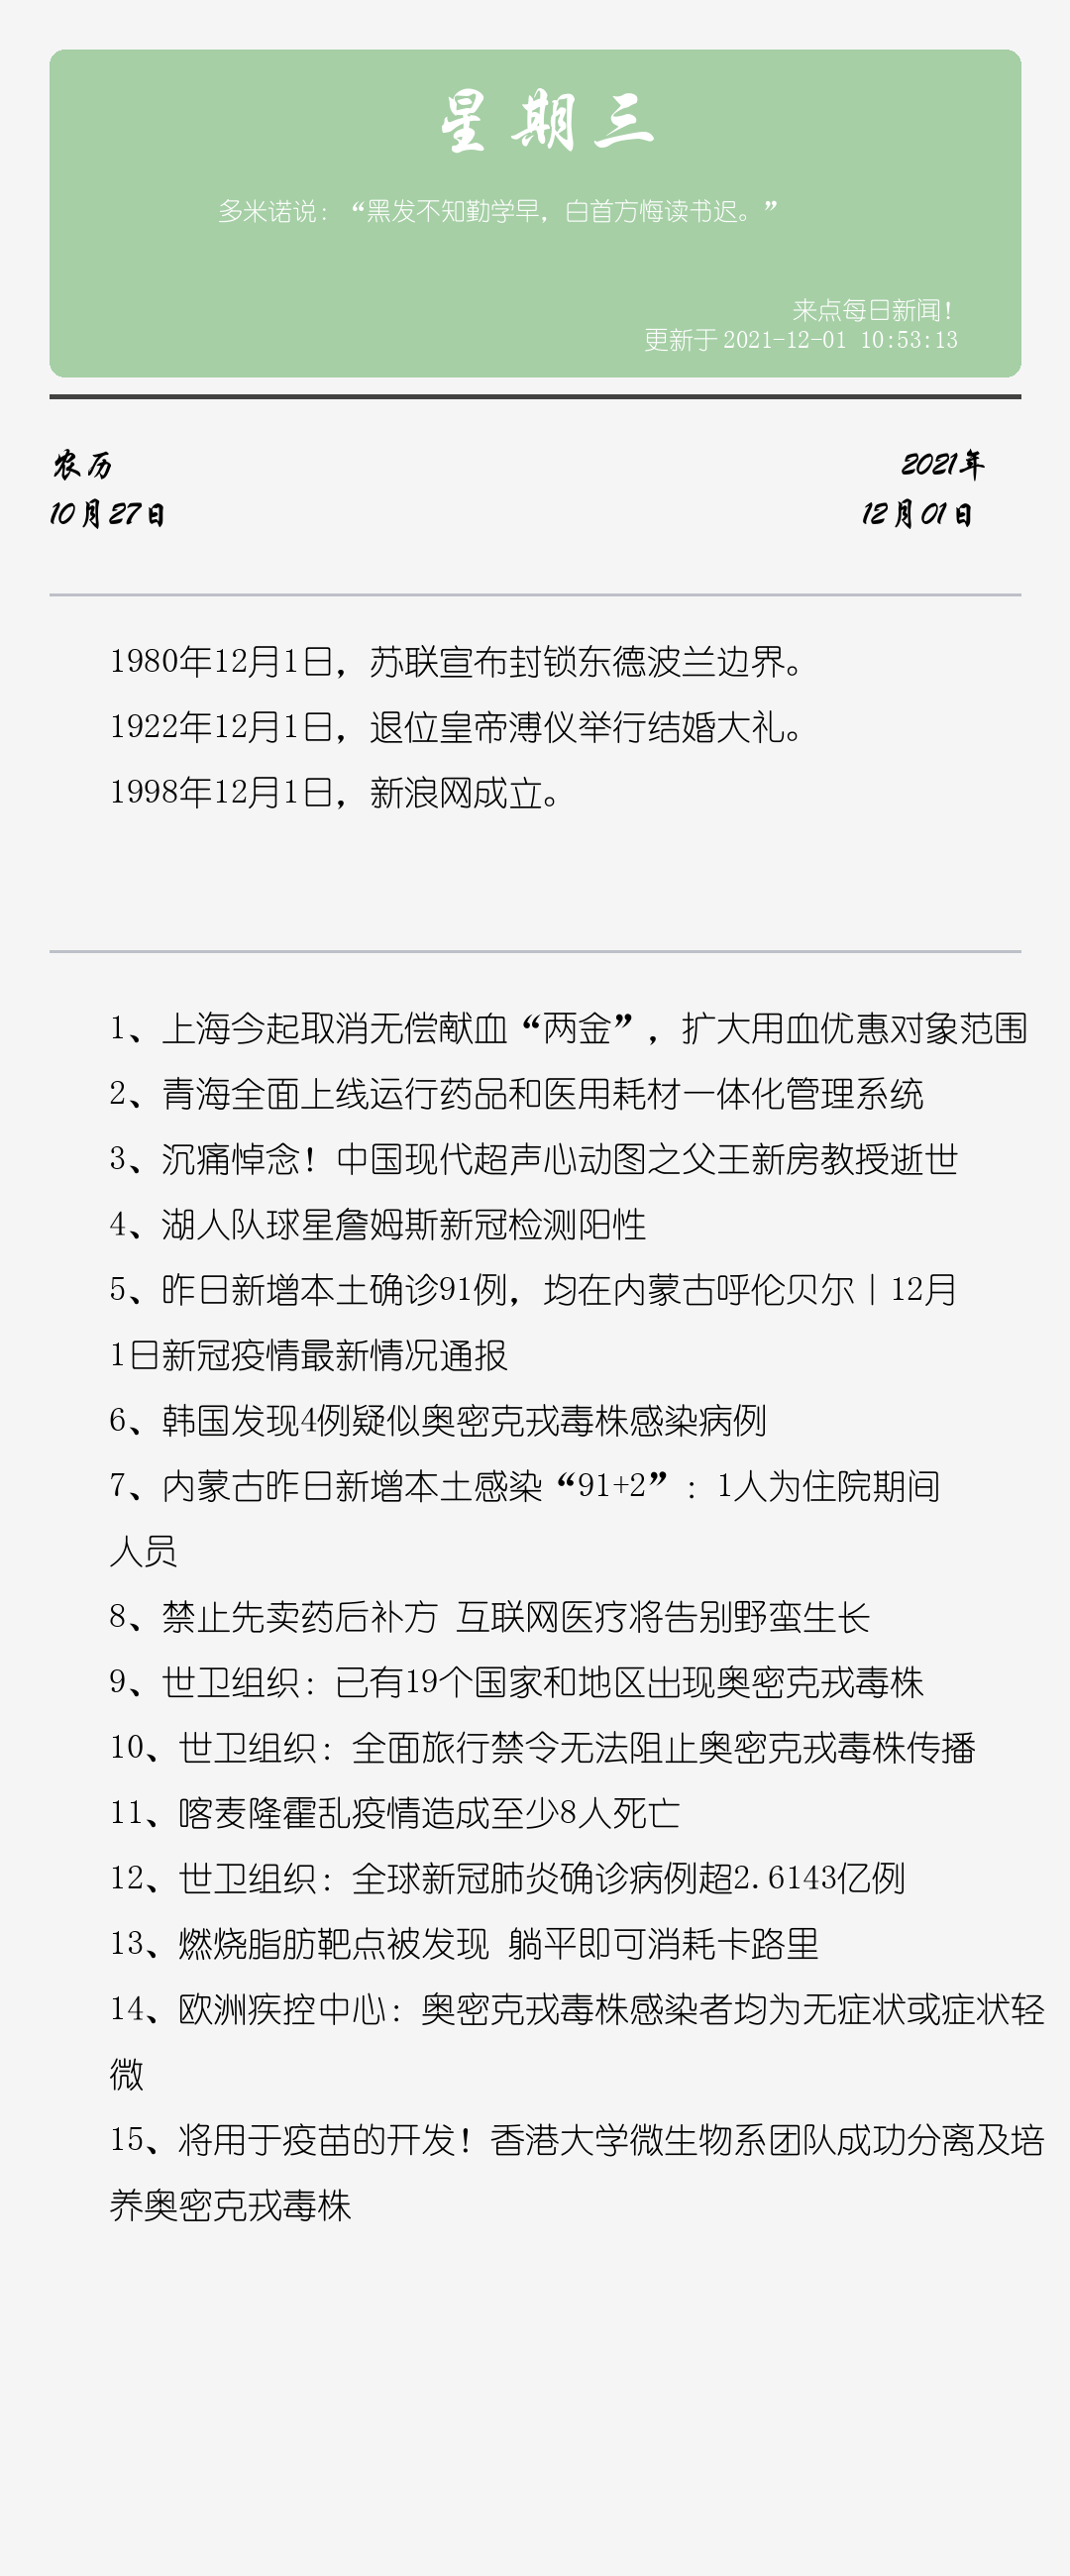 星期三
多米诺说：“黑发不知勤学早，白首方悔读书迟。”
来点每日新闻！
更新于 2021-12-01 10:53:13
农历
2021年
10月27日
12月01日
1980年12月1日，苏联宣布封锁东德波兰边界。
1922年12月1日，退位皇帝溥仪举行结婚大礼。
1998年12月1日，新浪网成立。
1、上海今起取消无偿献血“两金”，扩大用血优惠对象范围
2、青海全面上线运行药品和医用耗材一体化管理系统
3、沉痛悼念！中国现代超声心动图之父王新房教授逝世
4、湖人队球星詹姆斯新冠检测阳性
5、昨日新增本土确诊91例，均在内蒙古呼伦贝尔丨12月
1日新冠疫情最新情况通报
6、韩国发现4例疑似奥密克戎毒株感染病例
7、内蒙古昨日新增本土感染“91+2”：1人为住院期间
人员
8、禁止先卖药后补方 互联网医疗将告别野蛮生长
9、世卫组织：已有19个国家和地区出现奥密克戎毒株
10、世卫组织：全面旅行禁令无法阻止奥密克戎毒株传播
11、喀麦隆霍乱疫情造成至少8人死亡
12、世卫组织：全球新冠肺炎确诊病例超2.6143亿例
13、燃烧脂肪靶点被发现 躺平即可消耗卡路里
14、欧洲疾控中心：奥密克戎毒株感染者均为无症状或症状轻
微
15、将用于疫苗的开发！香港大学微生物系团队成功分离及培
养奥密克戎毒株